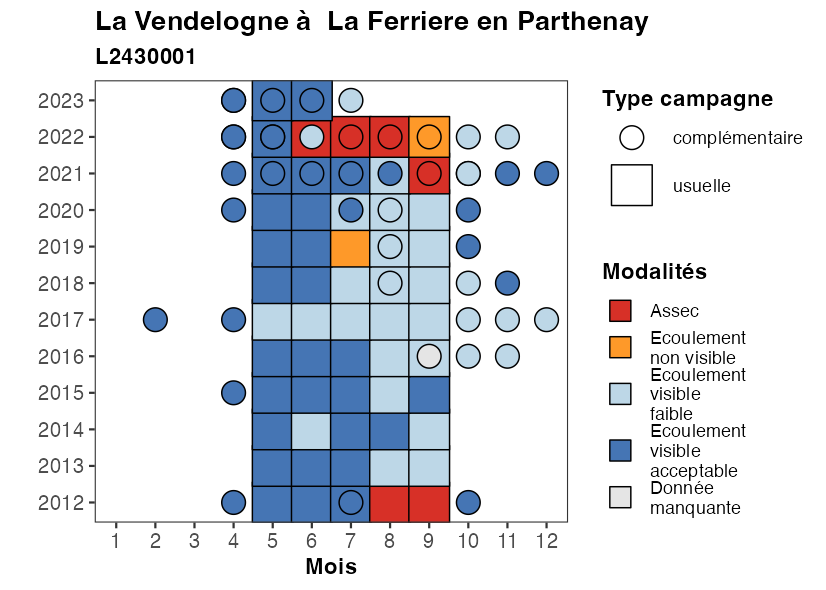 La Vendelogne à  La Ferriere en Parthenay
L2430001
2023
2022
2021
2020
2019
2018
2017
2016
2015
2014
2013
2012
1 2 3 4 5 6 7 8 9 10 11 12
Mois
Type campagne
complémentaire
usuelle
Modalités
Assec
Ecoulement
non visible
Ecoulement
visible
faible
Ecoulement
visible
acceptable
Donnée
manquante